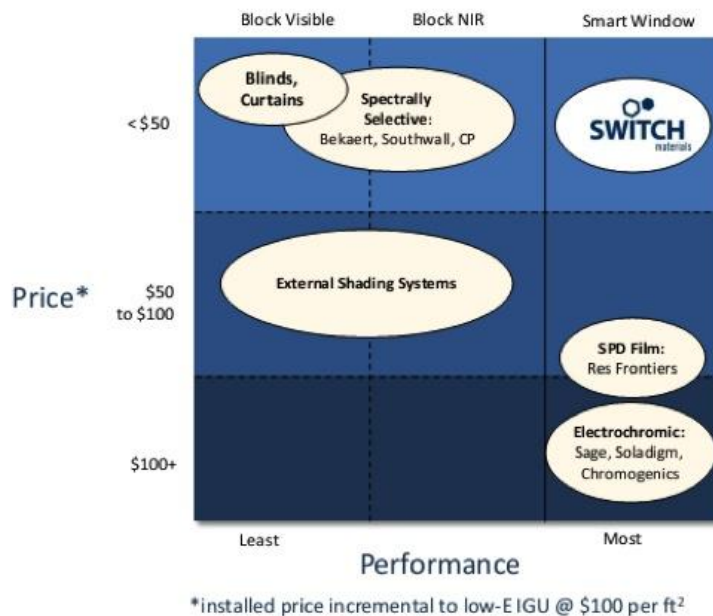 Block Visible
Block NIR
Smart Window
Blinds,
Curtains
Spectrally
Selective:
Bekaert, Southwall, CP
SWITCH
materials
< $50
External Shading Systems
Price*
$50
to $100
SPD Film:
Res Frontiers
Electrochromic:
Sage, Soladigm,
Chromogenics
$100+
Least
Most
Performance
*installed price incremental to low-E IGU @ $100 per ft²